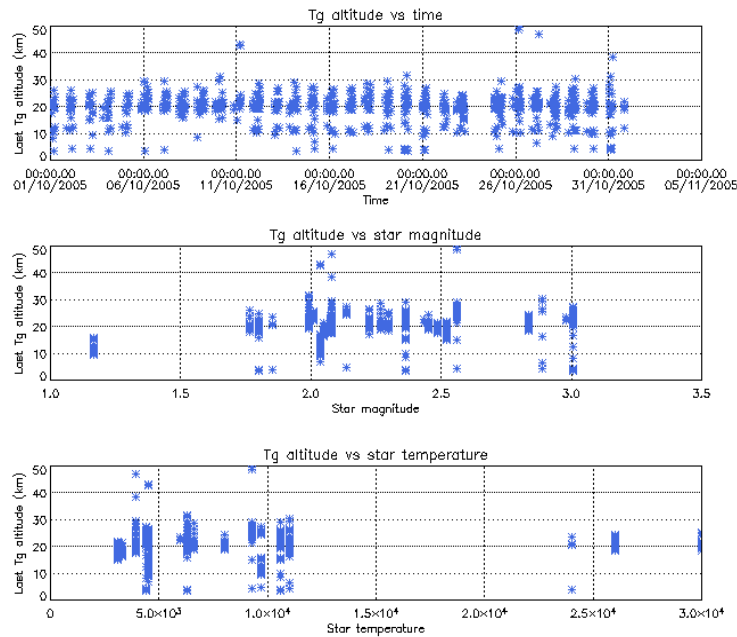 Tg altitude vs time
Last Tg altitude (km)
50
40
30
20
10
0
00:00.00 00:00.00 00:00.00 00:00.00 00:00.00 00:00.00 00:00.00 00:00.00
01/10/2005 06/10/2005 11/10/2005 16/10/2005 21/10/2005 26/10/2005 31/10/2005 05/11/2005
Time
Tg altitude vs star magnitude
Last Tg altitude (km)
50
40
30
20
10
0
1.0 1.5 2.0 2.5 3.0 3.5
Star magnitude
Tg altitude vs star temperature
Last Tg altitude (km)
50
40
30
20
10
0
0 5.0×10³ 1.0×10⁴ 1.5×10⁴ 2.0×10⁴ 2.5×10⁴ 3.0×10⁴
Star temperature